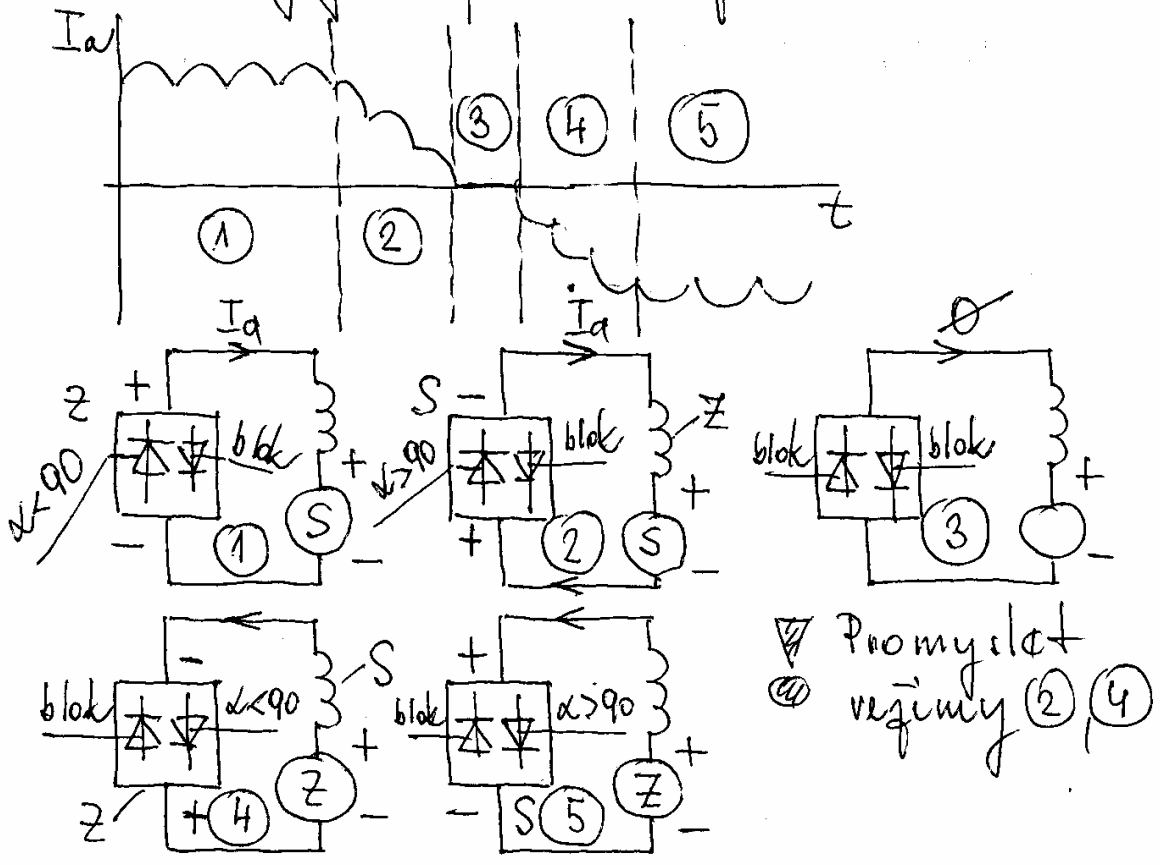 Ia
3 4 5
t
1 2
Ia Ia 0
Z + S − Z
α<90 blok + α>90 blok + blok blok +
S S
− 1 − + 2 − 3 −
− S + Promyslet
blok α<90 + blok α>90 + režimy 2, 4
Z Z
Z + 4 − − S 5 −